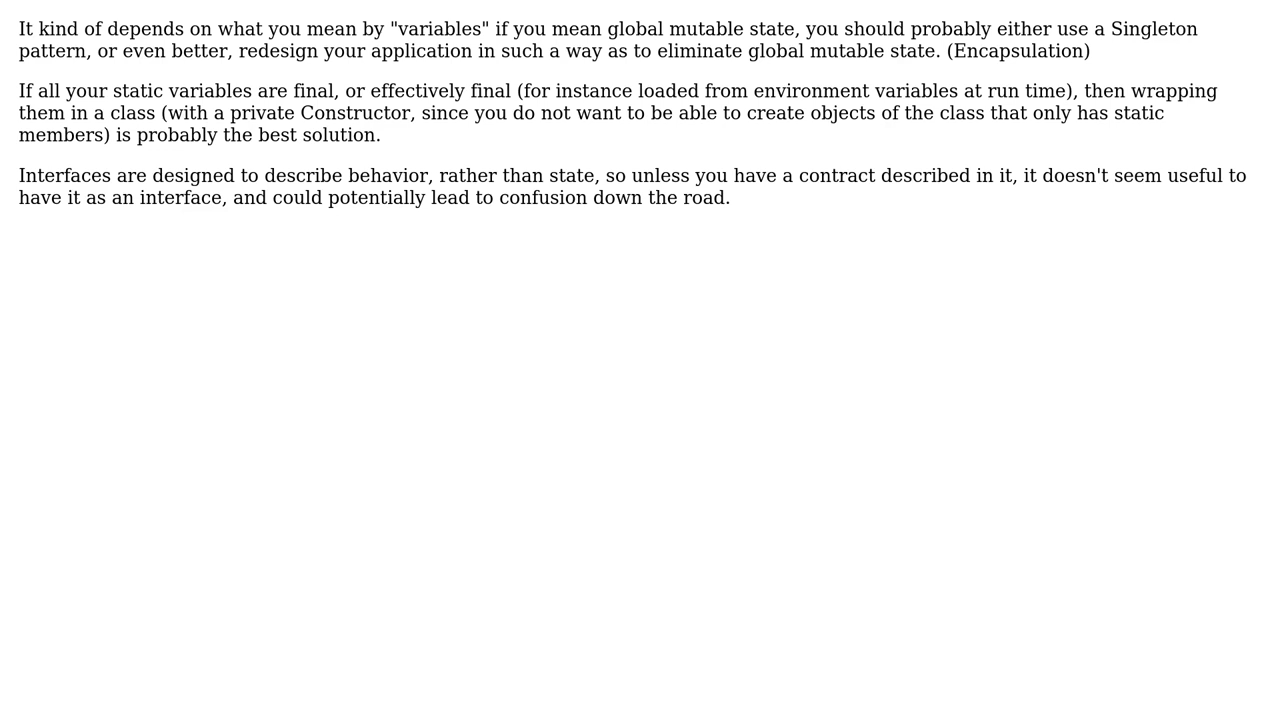 It kind of depends on what you mean by "variables" if you mean global mutable state, you should probably either use a Singleton
pattern, or even better, redesign your application in such a way as to eliminate global mutable state. (Encapsulation)
If all your static variables are final, or effectively final (for instance loaded from environment variables at run time), then wrapping
them in a class (with a private Constructor, since you do not want to be able to create objects of the class that only has static
members) is probably the best solution.
Interfaces are designed to describe behavior, rather than state, so unless you have a contract described in it, it doesn't seem useful to
have it as an interface, and could potentially lead to confusion down the road.